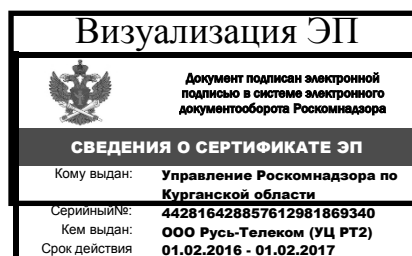 Визуализация ЭП
Документ подписан электронной
подписью в системе электронного
документооборота Роскомнадзора
СВЕДЕНИЯ О СЕРТИФИКАТЕ ЭП
Кому выдан: Управление Роскомнадзора по
Курганской области
Серийный№: 442816428857612981869340
Кем выдан: ООО Русь-Телеком (УЦ РТ2)
Срок действия 01.02.2016 - 01.02.2017